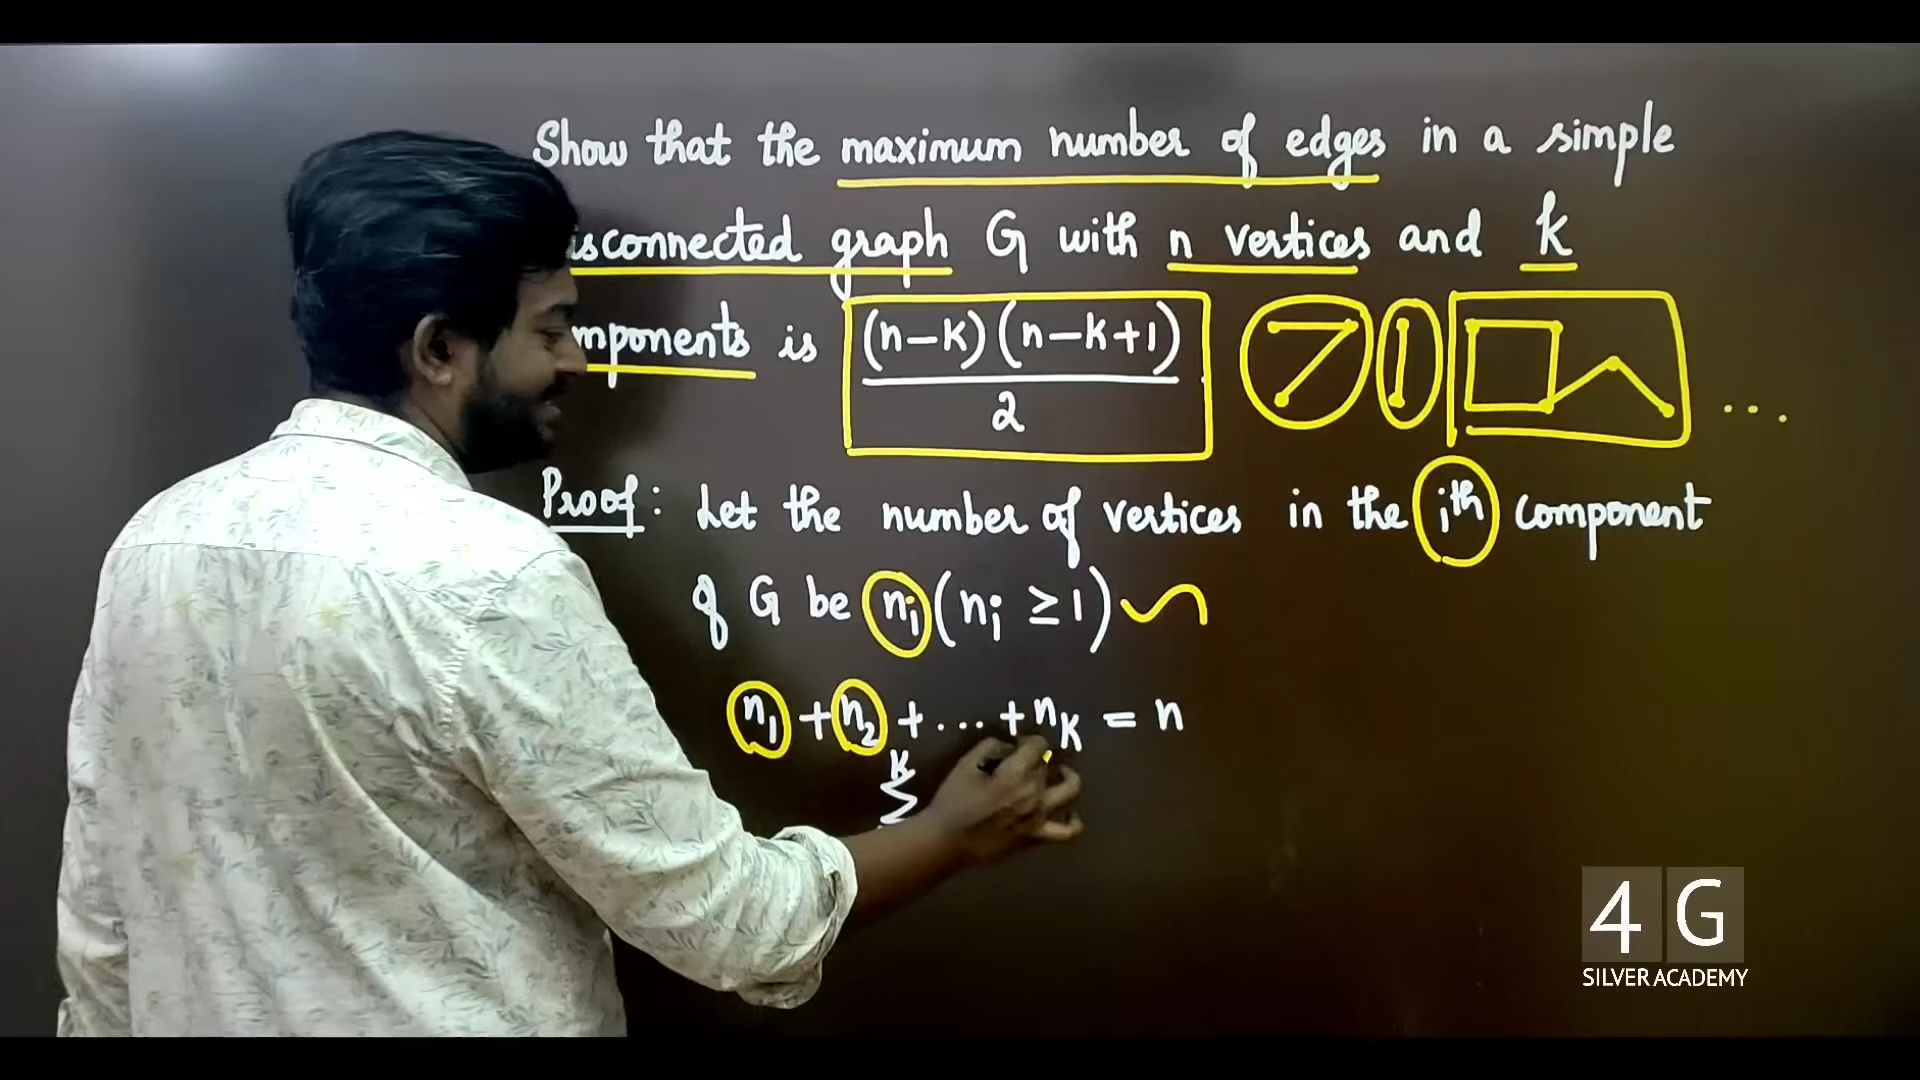 Show that the maximum number of edges in a simple
isconnected graph G with n vertices and k
mponents is (n-k)(n-k+1)
2
...
Proof: Let the number of vertices in the ith component
of G be ni (ni ≥ 1)
n1 + n2 + ... + nk = n
k
Σ
4G
SILVER ACADEMY